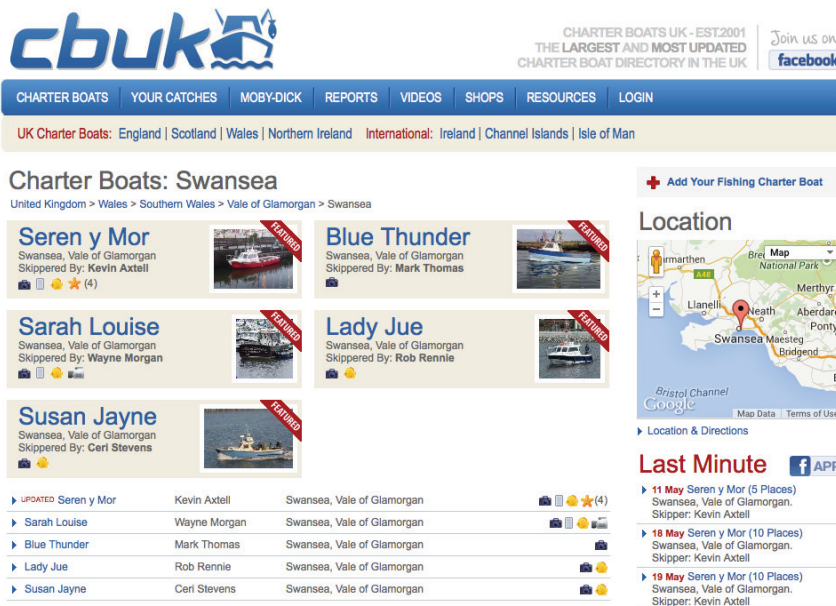 cbuk
CHARTER BOATS UK - EST.2001
THE LARGEST AND MOST UPDATED
CHARTER BOAT DIRECTORY IN THE UK
Join us on
facebook
CHARTER BOATS YOUR CATCHES MOBY-DICK REPORTS VIDEOS SHOPS RESOURCES LOGIN
UK Charter Boats: England | Scotland | Wales | Northern Ireland International: Ireland | Channel Islands | Isle of Man
Charter Boats: Swansea
United Kingdom > Wales > Southern Wales > Vale of Glamorgan > Swansea
Seren y Mor
Swansea, Vale of Glamorgan
Skippered By: Kevin Axtell
(4)
FEATURED
Blue Thunder
Swansea, Vale of Glamorgan
Skippered By: Mark Thomas
FEATURED
Sarah Louise
Swansea, Vale of Glamorgan
Skippered By: Wayne Morgan
FEATURED
Lady Jue
Swansea, Vale of Glamorgan
Skippered By: Rob Rennie
FEATURED
Susan Jayne
Swansea, Vale of Glamorgan
Skippered By: Ceri Stevens
FEATURED
UPDATED Seren y Mor Kevin Axtell Swansea, Vale of Glamorgan (4)
Sarah Louise Wayne Morgan Swansea, Vale of Glamorgan
Blue Thunder Mark Thomas Swansea, Vale of Glamorgan
Lady Jue Rob Rennie Swansea, Vale of Glamorgan
Susan Jayne Ceri Stevens Swansea, Vale of Glamorgan
Add Your Fishing Charter Boat
Location
rmarthen
Bre
Map
National Park
A48
Merthyr
Llanelli
Neath
Aberdare
Ponty
Swansea
Maesteg
Bridgend
Bristol Channel
Google
Map Data Terms of Use
Location & Directions
Last Minute
f APR
11 May Seren y Mor (5 Places)
Swansea, Vale of Glamorgan.
Skipper: Kevin Axtell
18 May Seren y Mor (10 Places)
Swansea, Vale of Glamorgan.
Skipper: Kevin Axtell
19 May Seren y Mor (10 Places)
Swansea, Vale of Glamorgan.
Skipper: Kevin Axtell